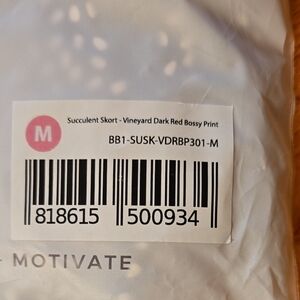 M
Succulent Skort - Vineyard Dark Red Bossy Print
BB1-SUSK-VDRBP301-M
818615 500934
MOTIVATE